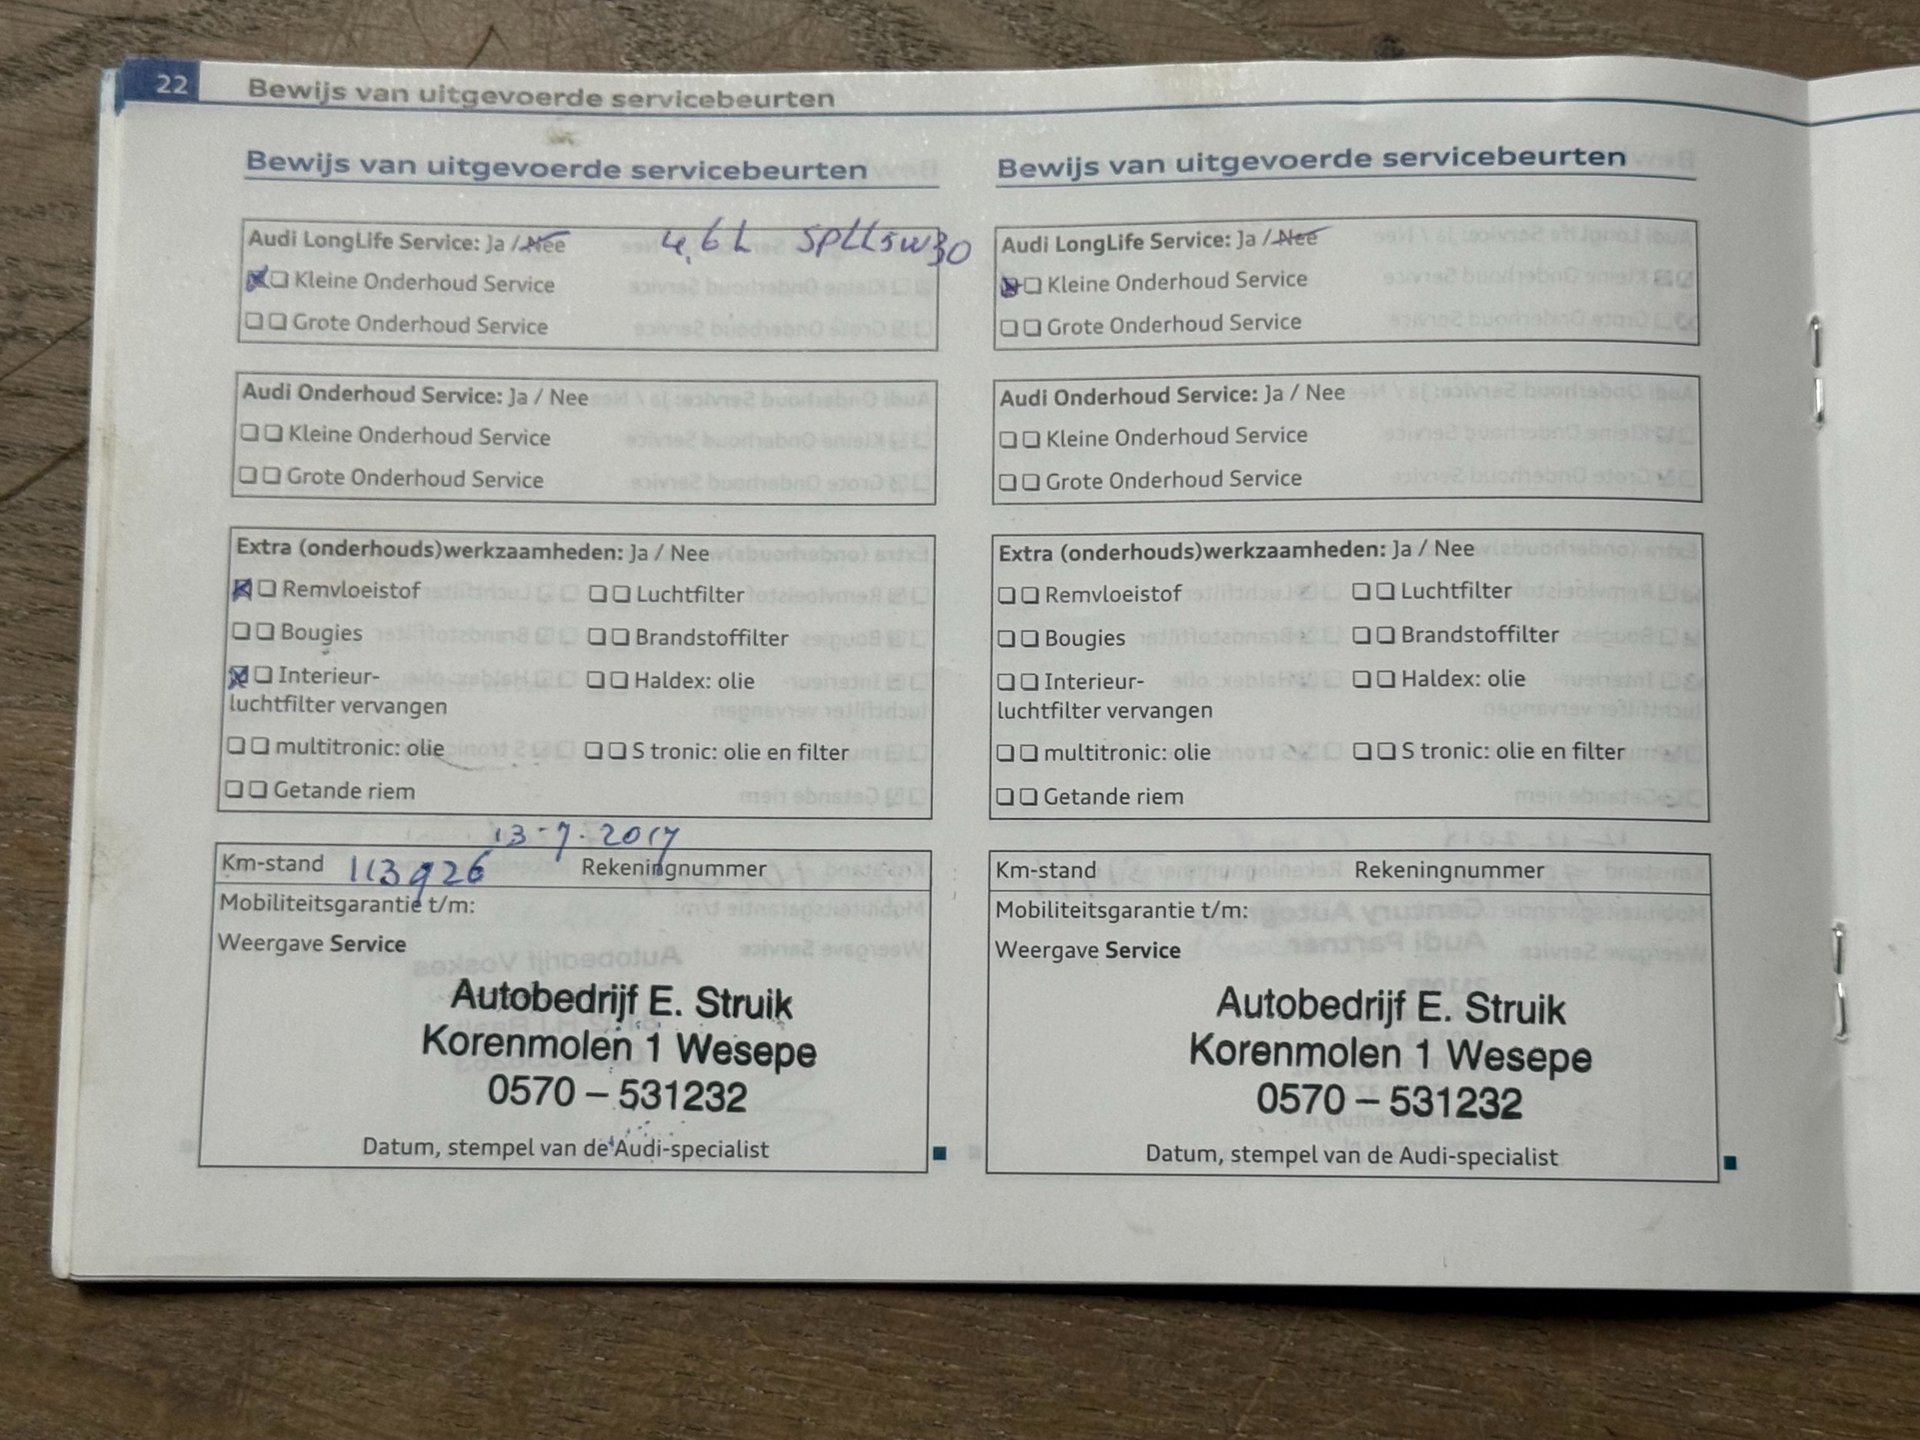 22
Bewijs van uitgevoerde servicebeurten
Bewijs van uitgevoerde servicebeurten
Audi LongLife Service: Ja / Nee 4,6 L SPLL5W30
Kleine Onderhoud Service
Grote Onderhoud Service
Audi Onderhoud Service: Ja / Nee
Kleine Onderhoud Service
Grote Onderhoud Service
Extra (onderhouds)werkzaamheden: Ja / Nee
Remvloeistof Luchtfilter
Bougies Brandstoffilter
Interieur- Haldex: olie
luchtfilter vervangen
multitronic: olie S tronic: olie en filter
Getande riem
13-7-2017
Km-stand 113926 Rekeningnummer
Mobiliteitsgarantie t/m:
Weergave Service
Autobedrijf E. Struik
Korenmolen 1 Wesepe
0570 – 531232
Datum, stempel van de Audi-specialist
Bewijs van uitgevoerde servicebeurten
Audi LongLife Service: Ja / Nee
Kleine Onderhoud Service
Grote Onderhoud Service
Audi Onderhoud Service: Ja / Nee
Kleine Onderhoud Service
Grote Onderhoud Service
Extra (onderhouds)werkzaamheden: Ja / Nee
Remvloeistof Luchtfilter
Bougies Brandstoffilter
Interieur- Haldex: olie
luchtfilter vervangen
multitronic: olie S tronic: olie en filter
Getande riem
Km-stand Rekeningnummer
Mobiliteitsgarantie t/m:
Weergave Service
Autobedrijf E. Struik
Korenmolen 1 Wesepe
0570 – 531232
Datum, stempel van de Audi-specialist